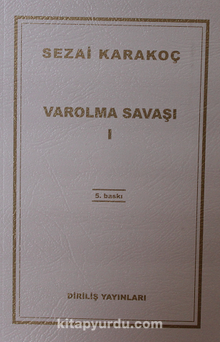 SEZAİ KARAKOÇ
VAROLMA SAVAŞI
I
5. baskı
DİRİLİŞ YAYINLARI
kitapyurdu.com